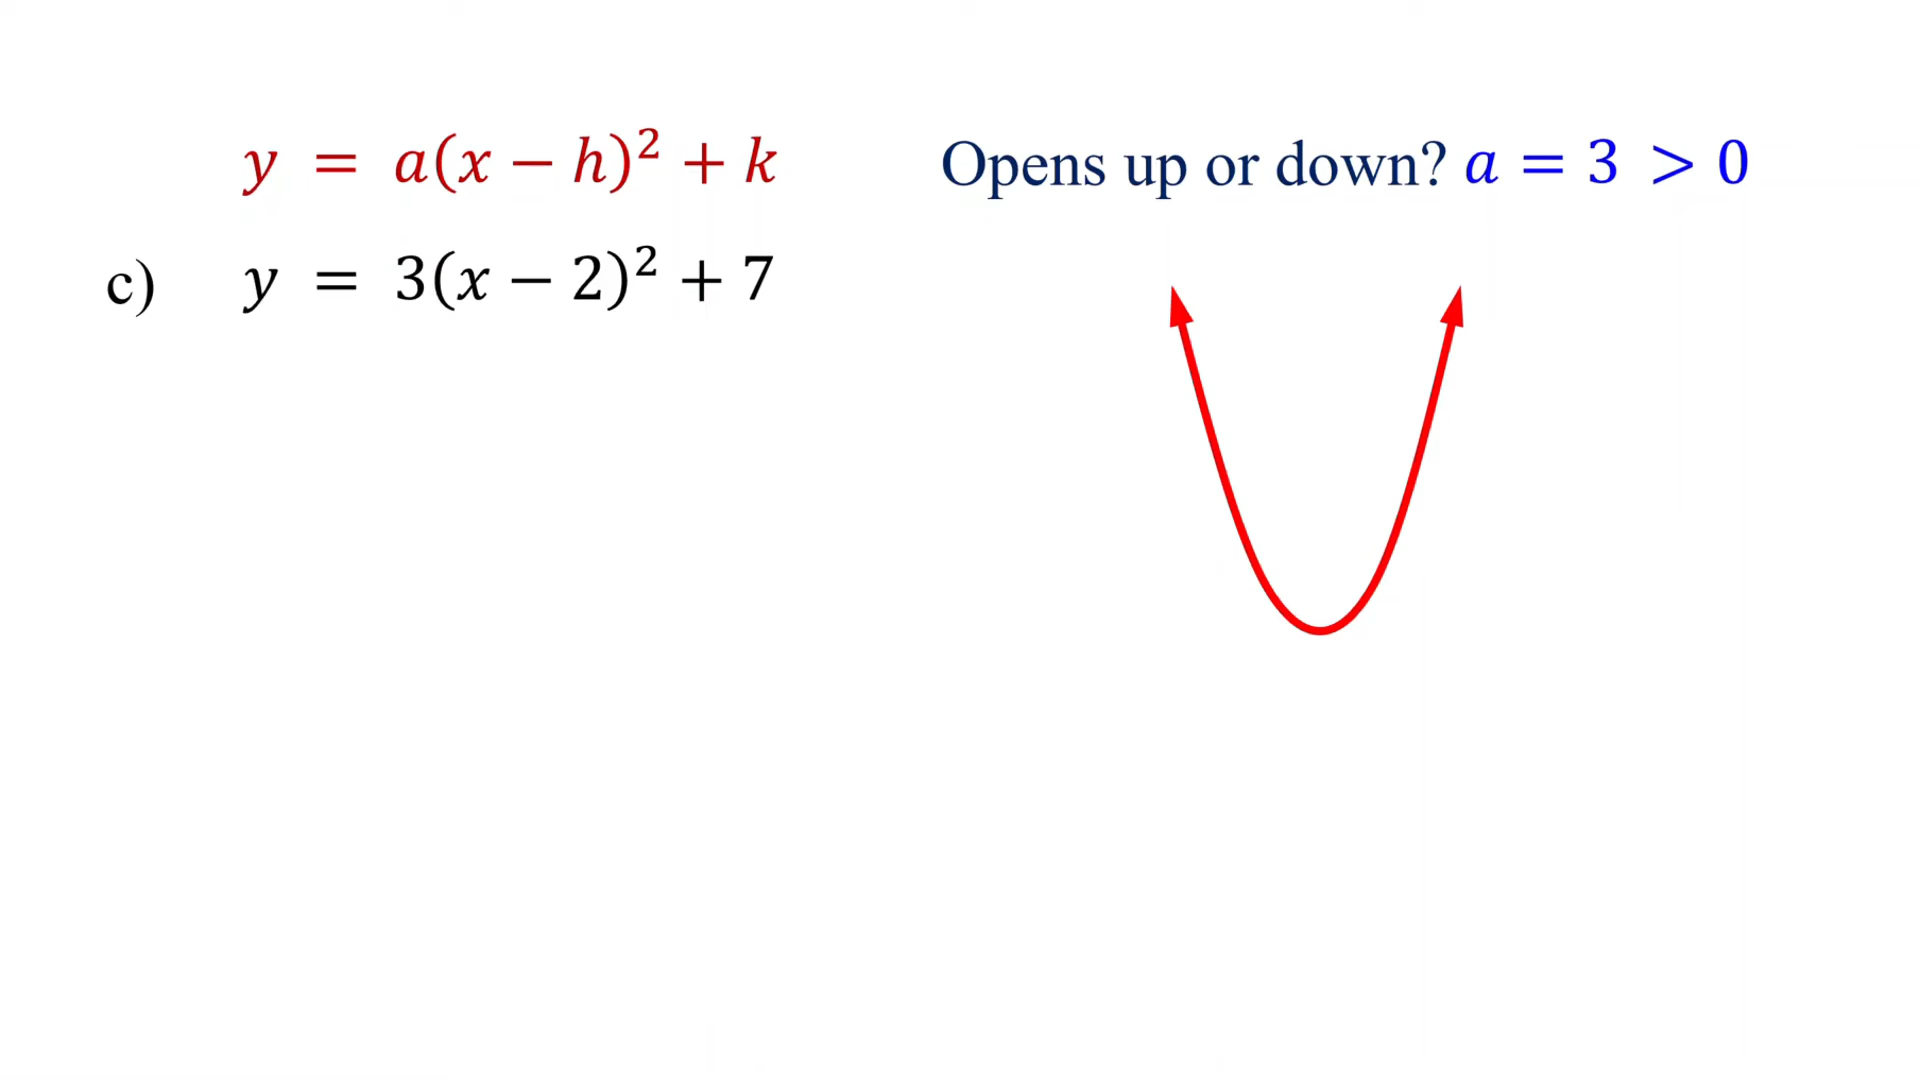 y = a(x − h)² + k
Opens up or down? a = 3 > 0
c) y = 3(x − 2)² + 7